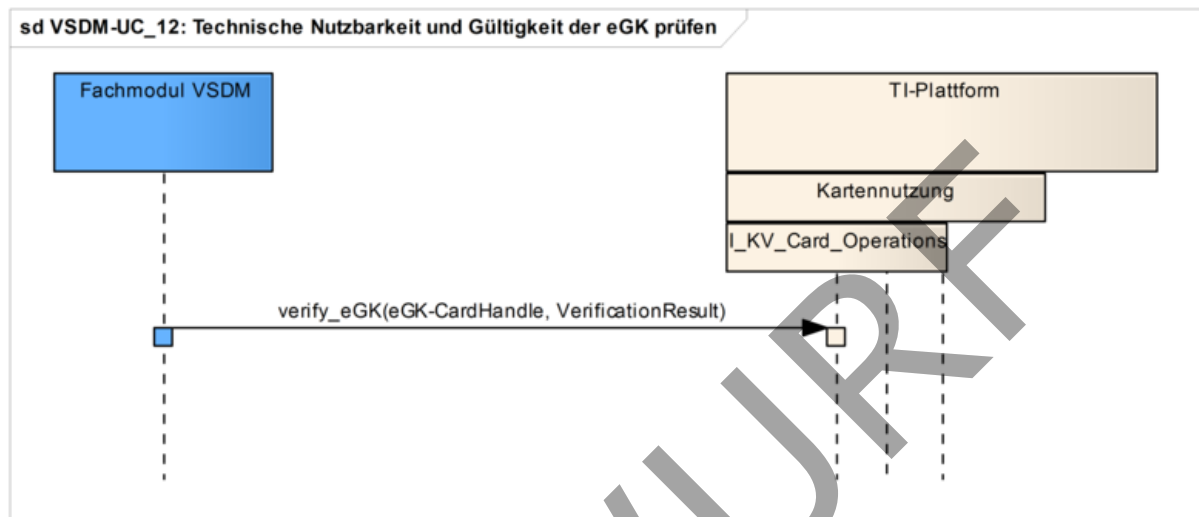 sd VSDM-UC_12: Technische Nutzbarkeit und Gültigkeit der eGK prüfen
Fachmodul VSDM
TI-Plattform
Kartennutzung
I_KV_Card_Operations
verify_eGK(eGK-CardHandle, VerificationResult)
URF